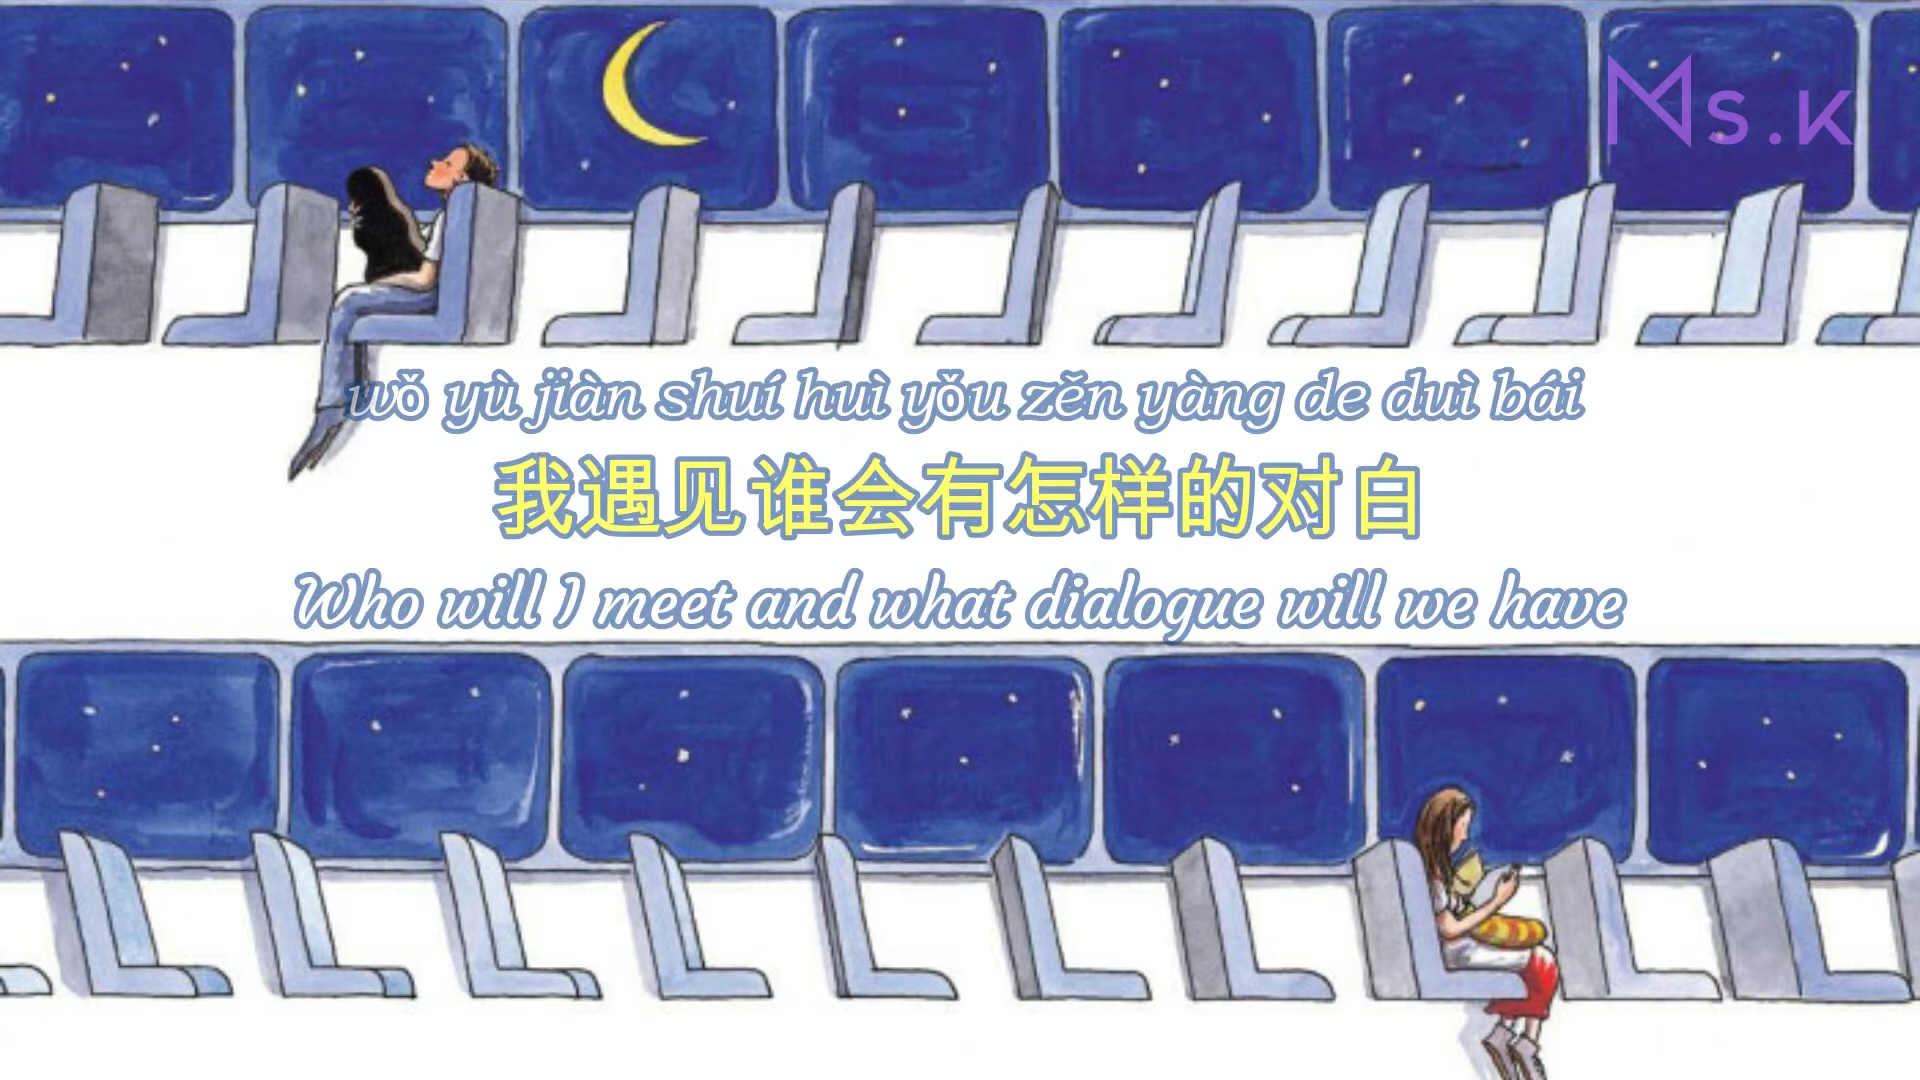 Ms.K
wǒ yù jiàn shuí huì yǒu zěn yàng de duì bái
我遇见谁会有怎样的对白
Who will I meet and what dialogue will we have